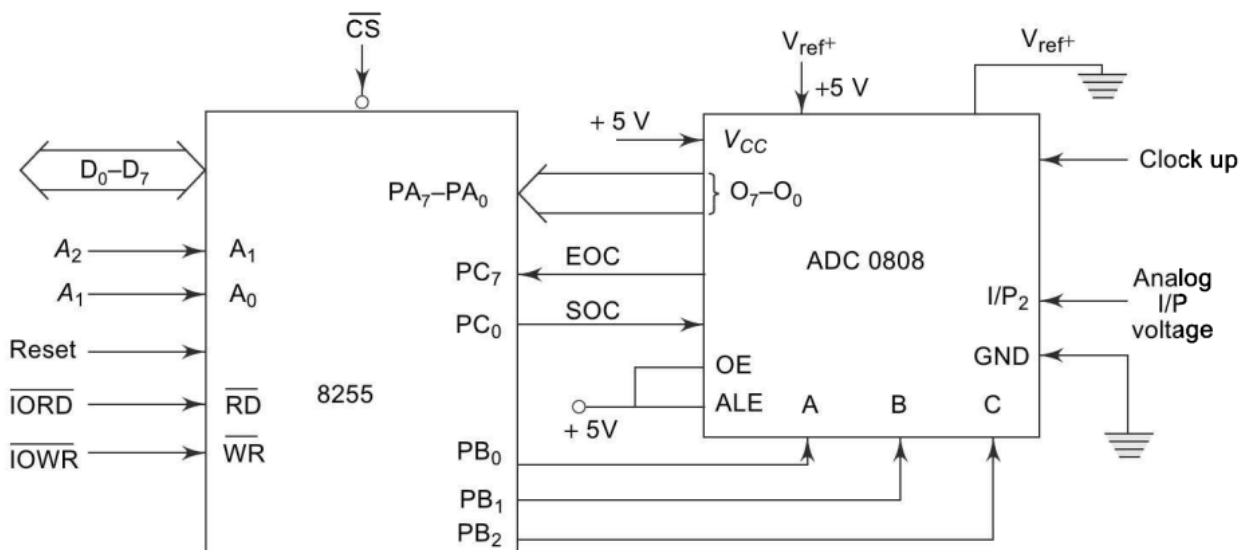 CS
Vref+
Vref+
+5 V
+ 5 V
VCC
D0–D7
PA7–PA0
O7–O0
Clock up
A2
A1
EOC
PC7
ADC 0808
A1
A0
SOC
PC0
I/P2
Analog
I/P
voltage
Reset
OE
GND
IORD
RD
8255
ALE
A
B
C
+ 5V
IOWR
WR
PB0
PB1
PB2